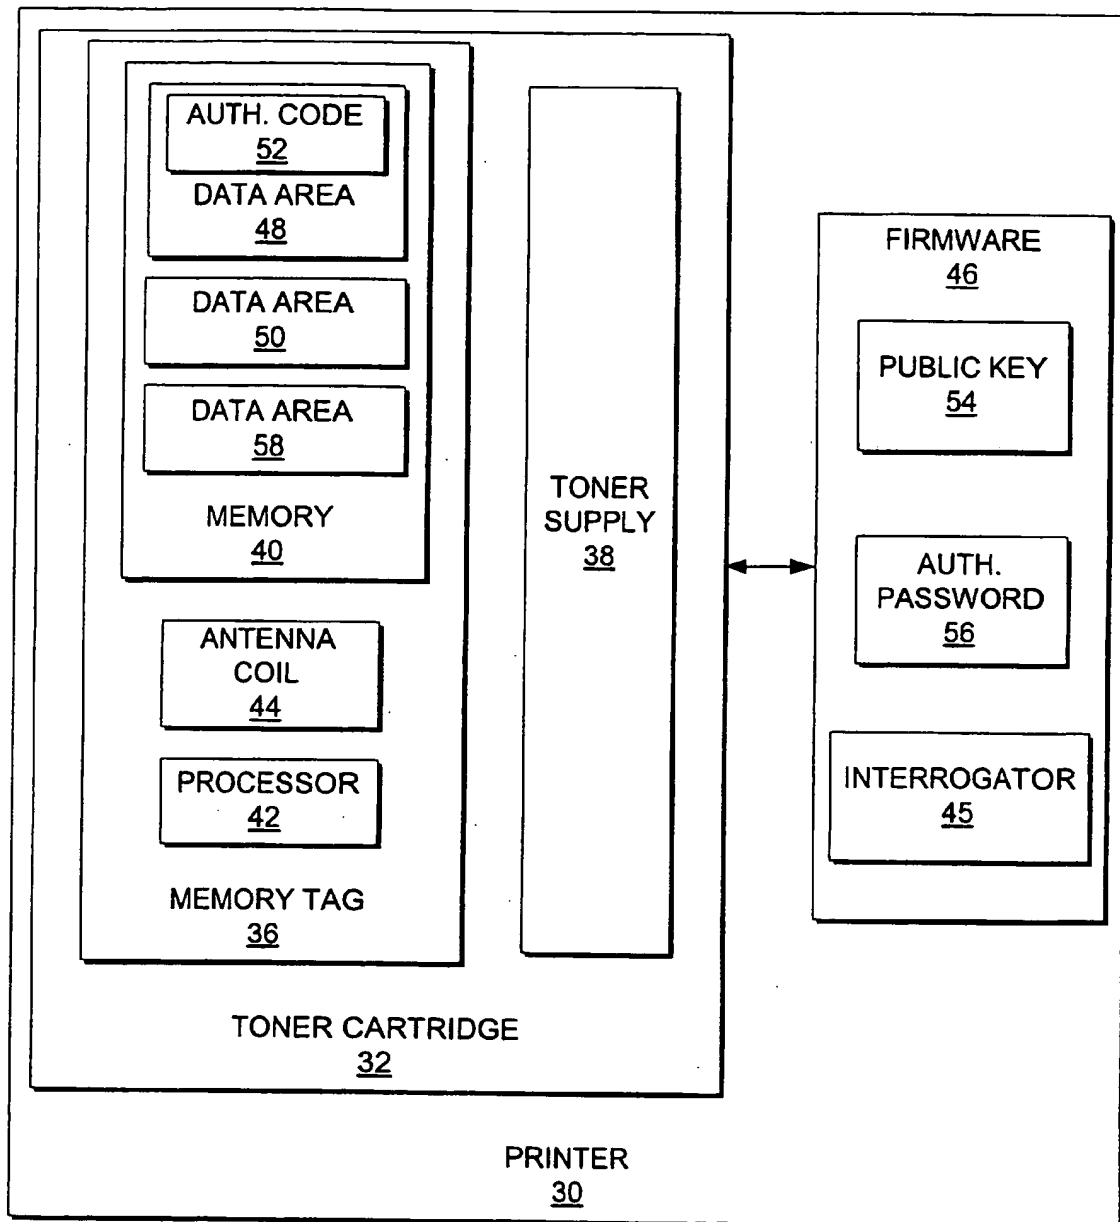 AUTH. CODE
52
DATA AREA
48
DATA AREA
50
DATA AREA
58
MEMORY
40
ANTENNA
COIL
44
PROCESSOR
42
MEMORY TAG
36
TONER
SUPPLY
38
TONER CARTRIDGE
32
FIRMWARE
46
PUBLIC KEY
54
AUTH.
PASSWORD
56
INTERROGATOR
45
PRINTER
30